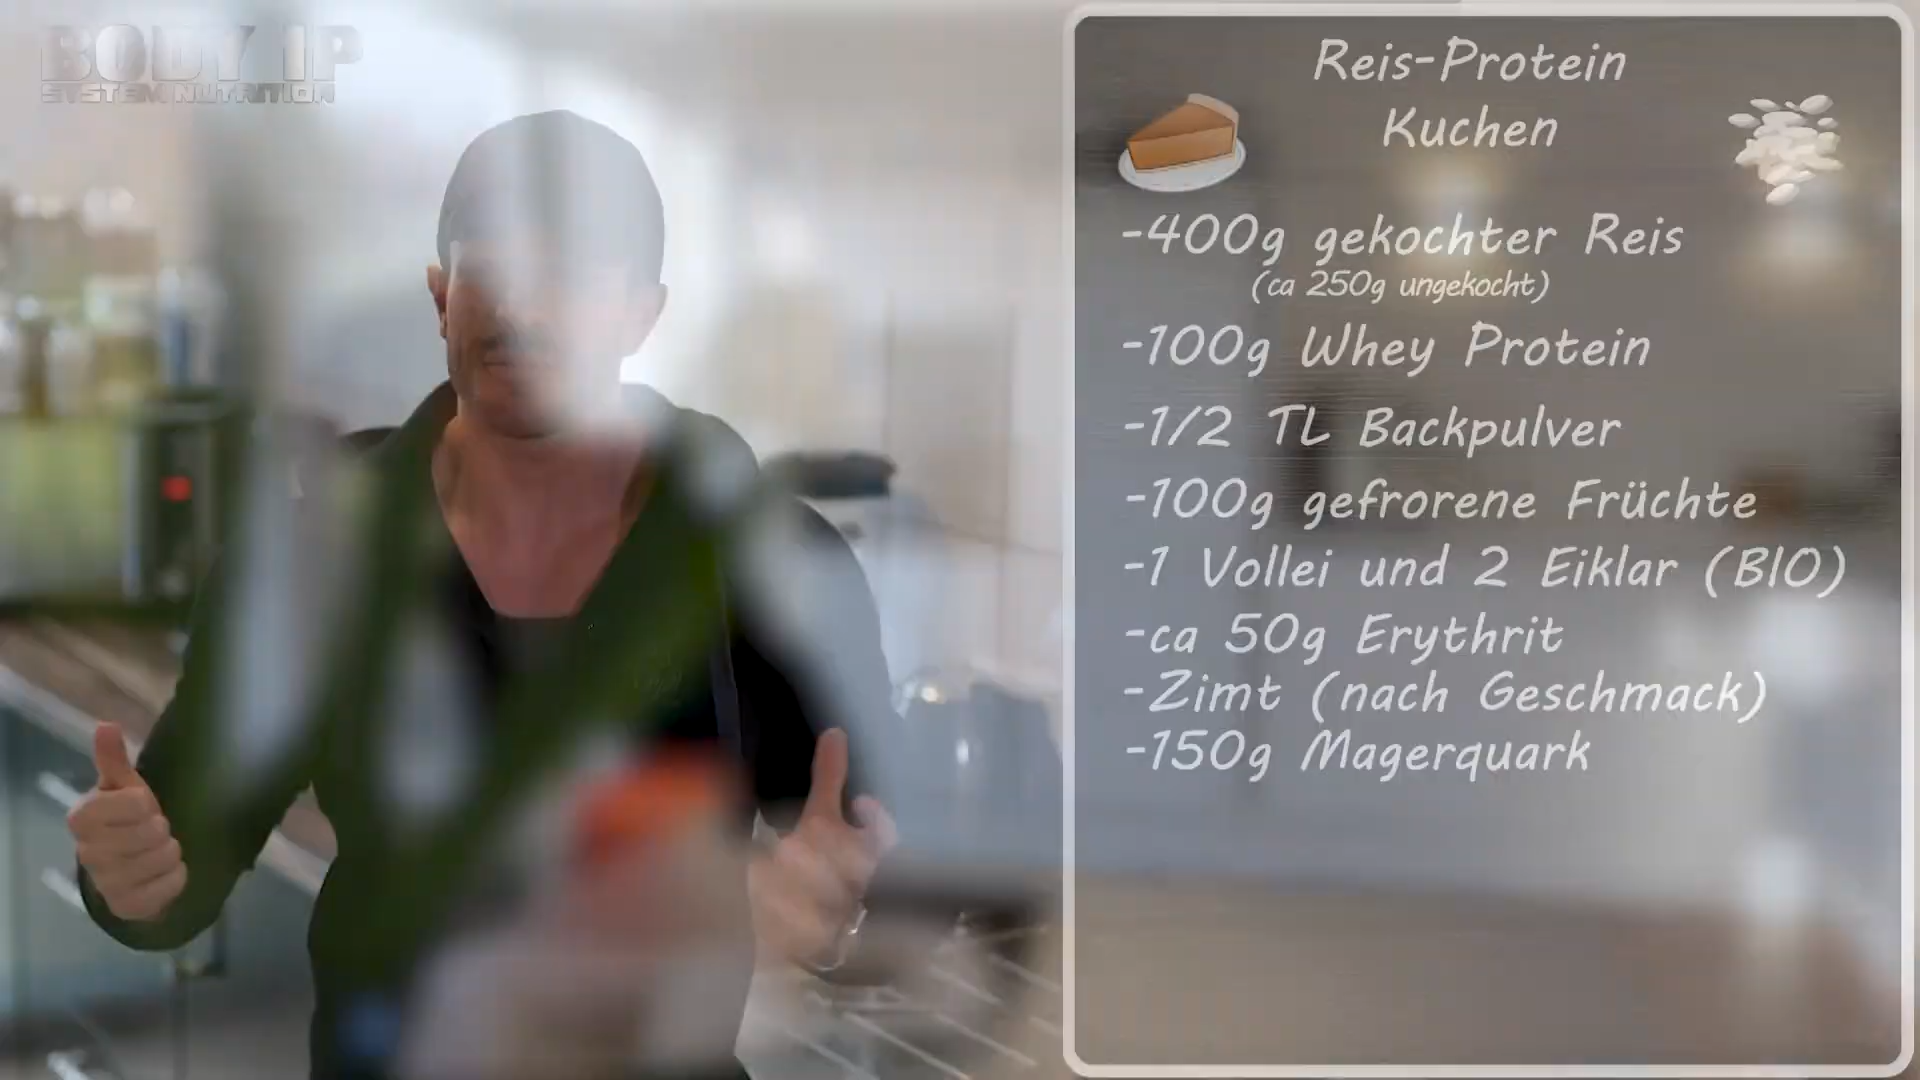 BODY IP
SYSTEM NUTRITION
Reis-Protein
Kuchen
-400g gekochter Reis
(ca 250g ungekocht)
-100g Whey Protein
-1/2 TL Backpulver
-100g gefrorene Früchte
-1 Vollei und 2 Eiklar (BIO)
-ca 50g Erythrit
-Zimt (nach Geschmack)
-150g Magerquark